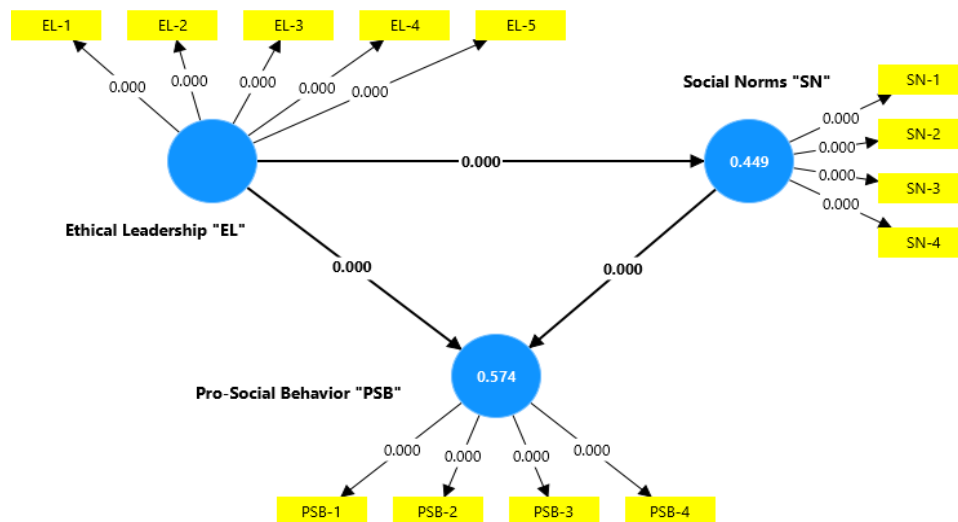 EL-1 EL-2 EL-3 EL-4 EL-5
0.000 0.000 0.000 0.000 0.000
Social Norms "SN"
SN-1
0.000
SN-2
0.000
0.449
0.000
0.000
SN-3
0.000
SN-4
Ethical Leadership "EL"
0.000 0.000
0.574
Pro-Social Behavior "PSB"
0.000 0.000 0.000 0.000
PSB-1 PSB-2 PSB-3 PSB-4